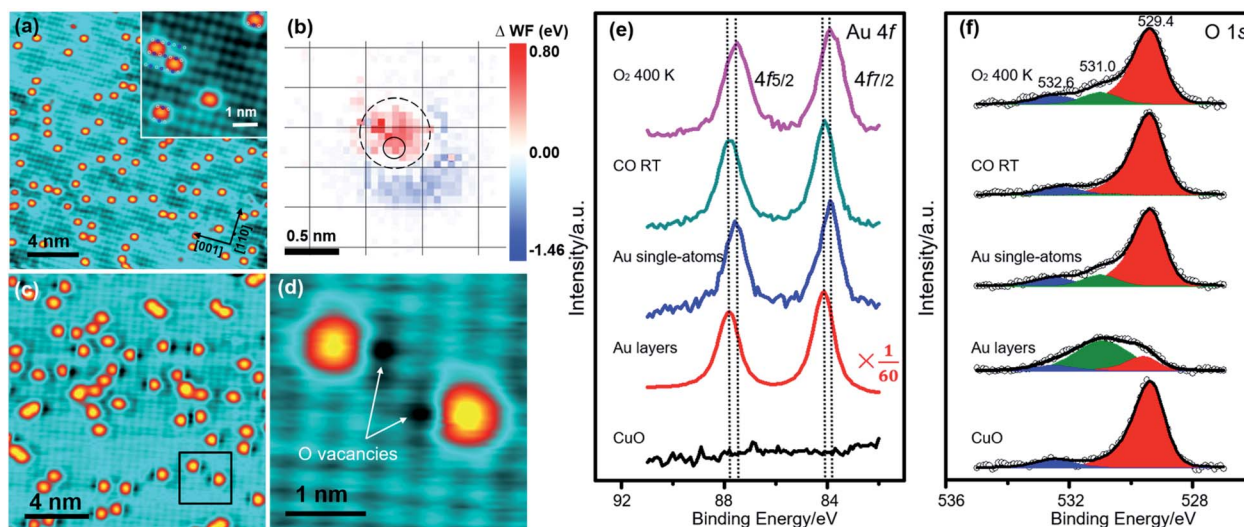 (a)
1 nm
4 nm
[001]
[1̄10]
(b)
Δ WF (eV)
0.80
0.00
-1.46
0.5 nm
(c)
4 nm
(d)
O vacancies
1 nm
(e)
Au 4f
O₂ 400 K
4f5/2
4f7/2
CO RT
Au single-atoms
Au layers
× 1/60
CuO
92
88
84
Binding Energy/eV
Intensity/a.u.
(f)
O 1s
529.4
531.0
532.6
O₂ 400 K
CO RT
Au single-atoms
Au layers
CuO
535
532
528
Binding Energy/eV
Intensity/a.u.